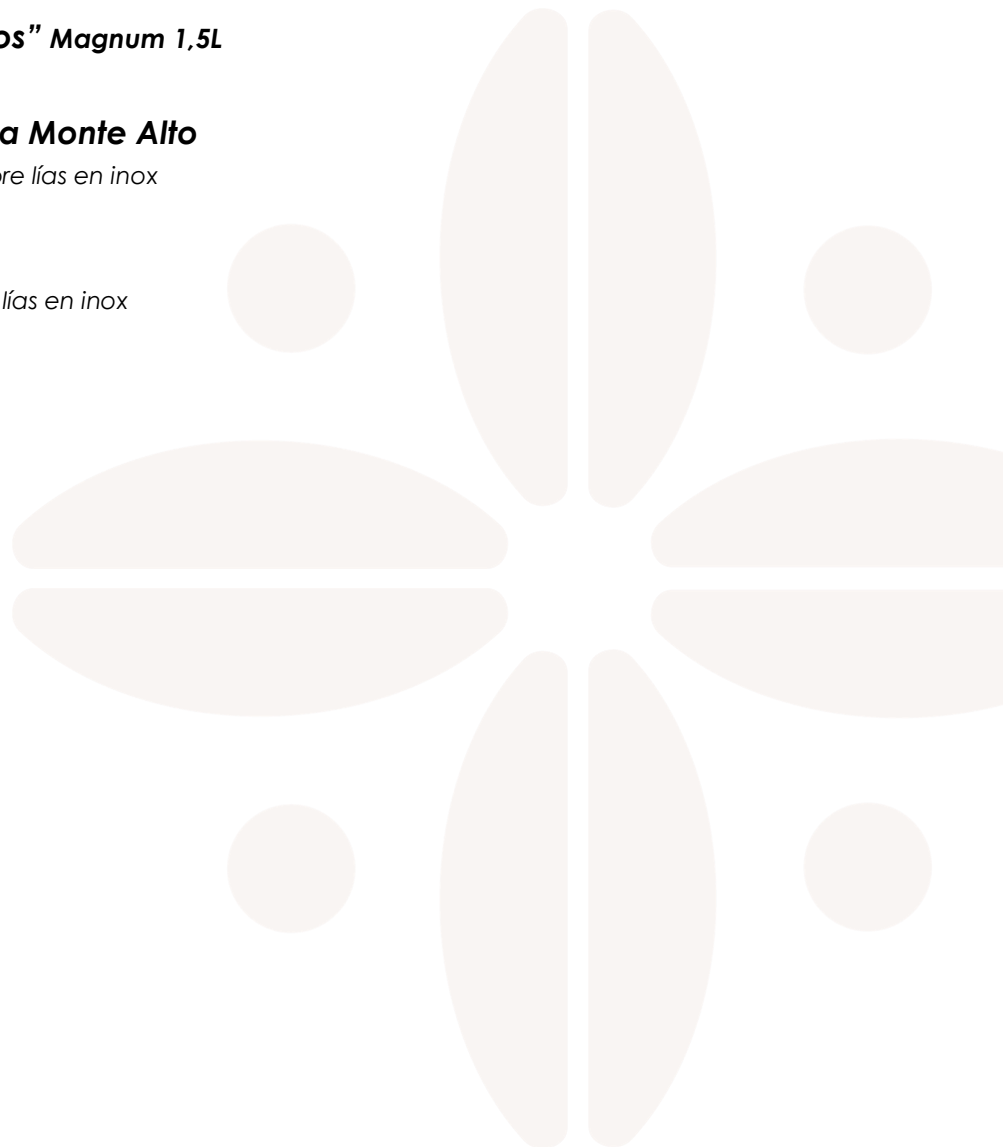 os” Magnum 1,5L
a Monte Alto
re lías en inox
lías en inox